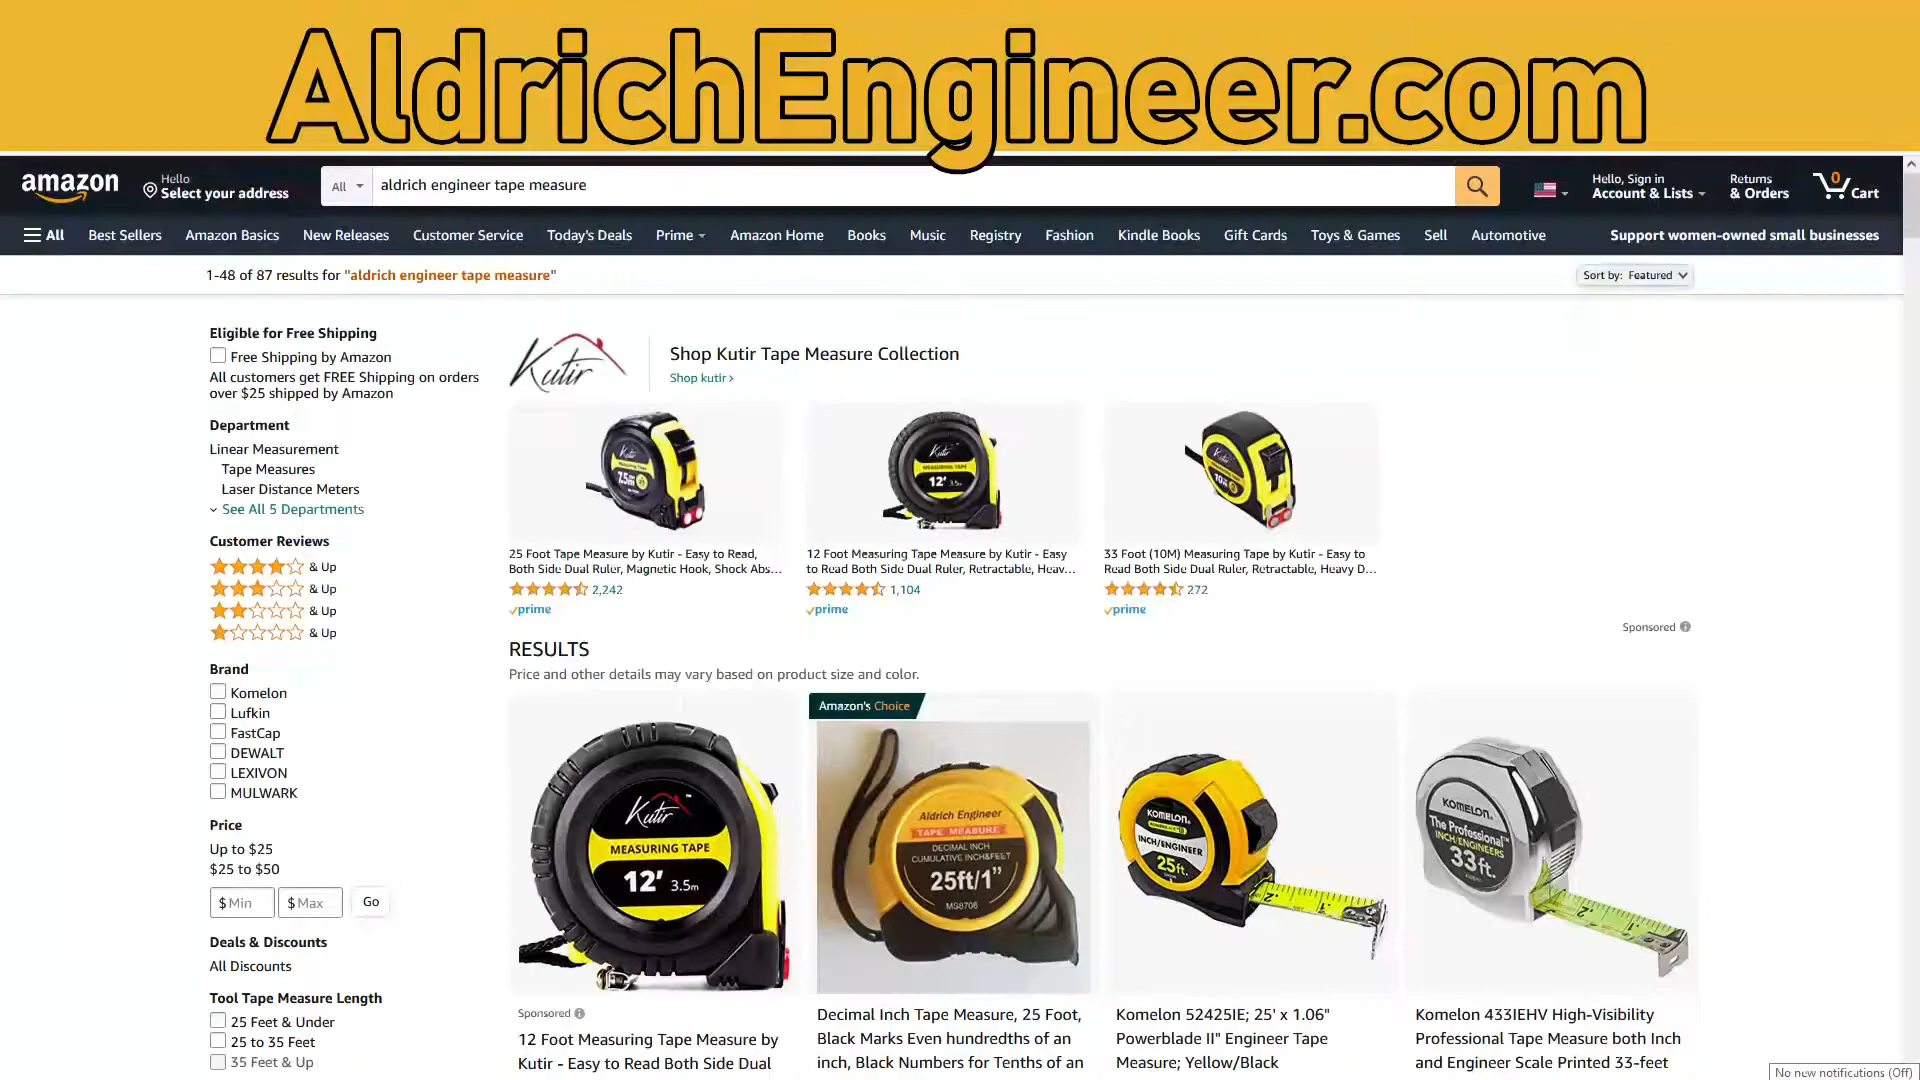 AldrichEngineer.com
amazon
Hello
Select your address
All
aldrich engineer tape measure
Hello, Sign in
Account & Lists
Returns
& Orders
0
Cart
All
Best Sellers
Amazon Basics
New Releases
Customer Service
Today's Deals
Prime
Amazon Home
Books
Music
Registry
Fashion
Kindle Books
Gift Cards
Toys & Games
Sell
Automotive
Support women-owned small businesses
1-48 of 87 results for "aldrich engineer tape measure"
Sort by: Featured
Eligible for Free Shipping
Free Shipping by Amazon
All customers get FREE Shipping on orders
over $25 shipped by Amazon
Department
Linear Measurement
Tape Measures
Laser Distance Meters
See All 5 Departments
Customer Reviews
& Up
& Up
& Up
& Up
Brand
Komelon
Lufkin
FastCap
DEWALT
LEXIVON
MULWARK
Price
Up to $25
$25 to $50
$ Min
$ Max
Go
Deals & Discounts
All Discounts
Tool Tape Measure Length
25 Feet & Under
25 to 35 Feet
35 Feet & Up
Kutir
Shop Kutir Tape Measure Collection
Shop kutir ›
Kutir
7.5m
Kutir
MEASURING TAPE
12' 3.5m
Kutir
10m
25 Foot Tape Measure by Kutir - Easy to Read,
Both Side Dual Ruler, Magnetic Hook, Shock Abs...
2,242
prime
12 Foot Measuring Tape Measure by Kutir - Easy
to Read Both Side Dual Ruler, Retractable, Heav...
1,104
prime
33 Foot (10M) Measuring Tape by Kutir - Easy to
Read Both Side Dual Ruler, Retractable, Heavy D...
272
prime
Sponsored
RESULTS
Price and other details may vary based on product size and color.
Kutir
MEASURING TAPE
12' 3.5m
Sponsored
12 Foot Measuring Tape Measure by
Kutir - Easy to Read Both Side Dual
Amazon's Choice
Aldrich Engineer
TAPE MEASURE
DECIMAL INCH
CUMULATIVE INCH&FEET
25ft/1"
MS8706
Decimal Inch Tape Measure, 25 Foot,
Black Marks Even hundredths of an
inch, Black Numbers for Tenths of an
KOMELON
POWERBLADE II
INCH/ENGINEER
25ft.
Komelon 52425IE; 25' x 1.06"
Powerblade II" Engineer Tape
Measure; Yellow/Black
KOMELON
The Professional™
INCH/ENGINEERS
33ft.
Komelon 433IEHV High-Visibility
Professional Tape Measure both Inch
and Engineer Scale Printed 33-feet
No new notifications (Off)